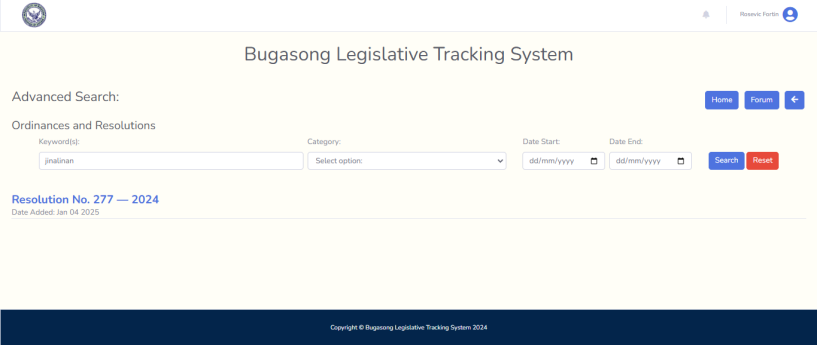 Rosevic Fortin
Bugasong Legislative Tracking System
Advanced Search:
Home Forum
Ordinances and Resolutions
Keyword(s): Category: Date Start: Date End:
jinalinan Select option: dd/mm/yyyy dd/mm/yyyy Search Reset
Resolution No. 277 — 2024
Date Added: Jan 04 2025
Copyright © Bugasong Legislative Tracking System 2024